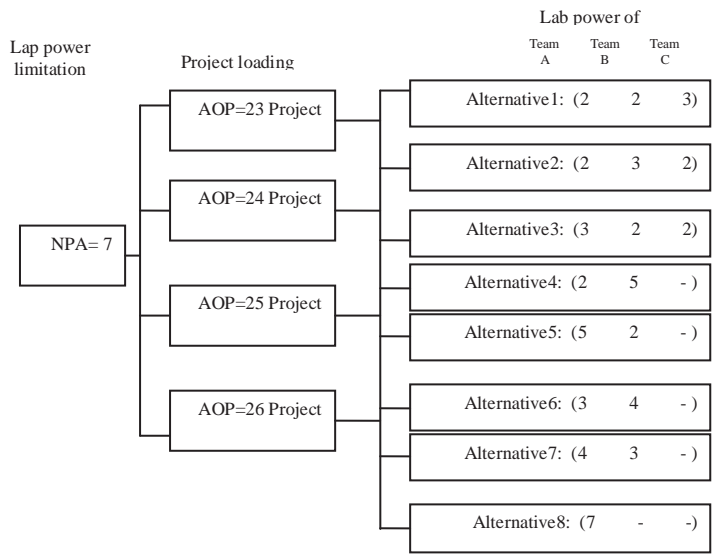 Lab power of
Lap power
limitation
Project loading
Team
A
Team
B
Team
C
NPA= 7
AOP=23 Project
AOP=24 Project
AOP=25 Project
AOP=26 Project
Alternative1: (2 2 3)
Alternative2: (2 3 2)
Alternative3: (3 2 2)
Alternative4: (2 5 - )
Alternative5: (5 2 - )
Alternative6: (3 4 - )
Alternative7: (4 3 - )
Alternative8: (7 - -)